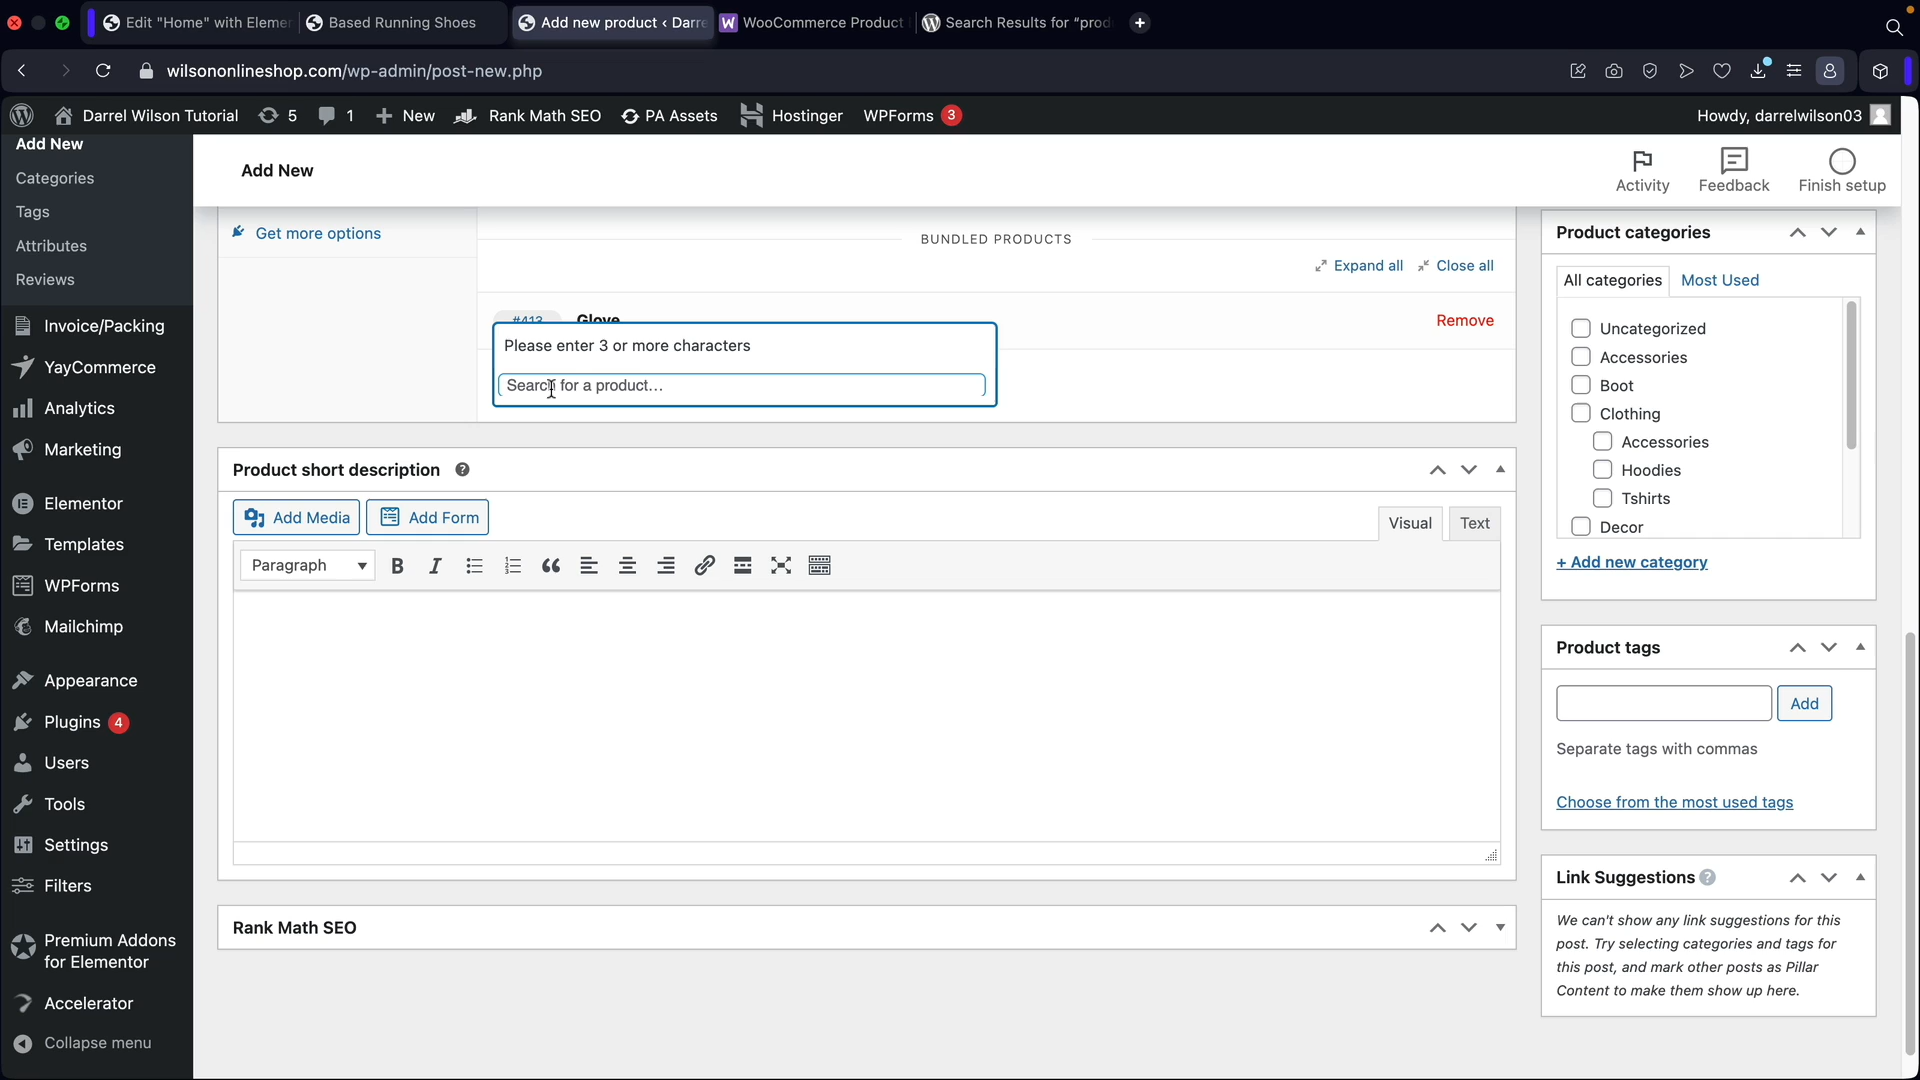 Edit "Home" with Elemer
Based Running Shoes
Add new product ‹ Darre
WooCommerce Product
Search Results for “prod
wilsononlineshop.com/wp-admin/post-new.php
Darrel Wilson Tutorial
5
1
New
Rank Math SEO
PA Assets
Hostinger
WPForms
3
Howdy, darrelwilson03
Add New
Categories
Tags
Attributes
Reviews
Invoice/Packing
YayCommerce
Analytics
Marketing
Elementor
Templates
WPForms
Mailchimp
Appearance
Plugins
4
Users
Tools
Settings
Filters
Premium Addons
for Elementor
Accelerator
Collapse menu
Add New
Activity
Feedback
Finish setup
Get more options
BUNDLED PRODUCTS
Expand all
Close all
#413
Glove
Remove
Please enter 3 or more characters
Search for a product…
Product short description
Add Media
Add Form
Visual
Text
Paragraph
B
I
Rank Math SEO
Product categories
All categories
Most Used
Uncategorized
Accessories
Boot
Clothing
Accessories
Hoodies
Tshirts
Decor
+ Add new category
Product tags
Add
Separate tags with commas
Choose from the most used tags
Link Suggestions
We can't show any link suggestions for this
post. Try selecting categories and tags for
this post, and mark other posts as Pillar
Content to make them show up here.